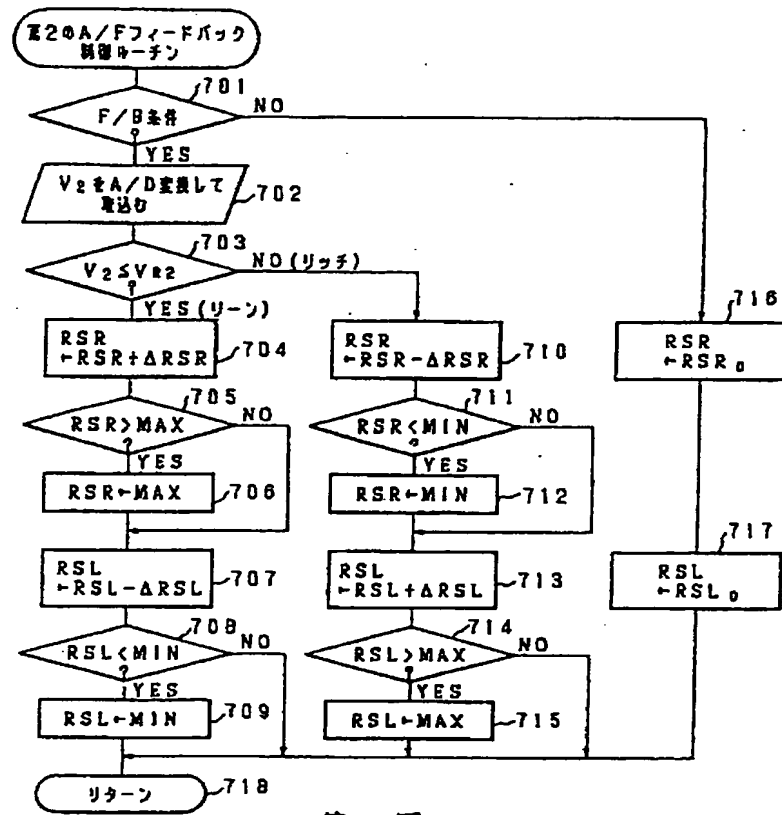 第2のA/Fフィードバック
制御ルーチン
701
F/B条件
?
NO
YES
V2をA/D変換して
取込む
702
703
V2≦VR2
?
NO(リッチ)
YES(リーン)
RSR
←RSR+ΔRSR
704
705
RSR>MAX
?
NO
YES
RSR←MAX
706
RSL
←RSL-ΔRSL
707
708
RSL<MIN
?
NO
YES
RSL←MIN
709
RSR
←RSR-ΔRSR
710
711
RSR<MIN
?
NO
YES
RSR←MIN
712
RSL
←RSL+ΔRSL
713
714
RSL>MAX
?
NO
YES
RSL←MAX
715
716
RSR
←RSR0
717
RSL
←RSL0
リターン
718